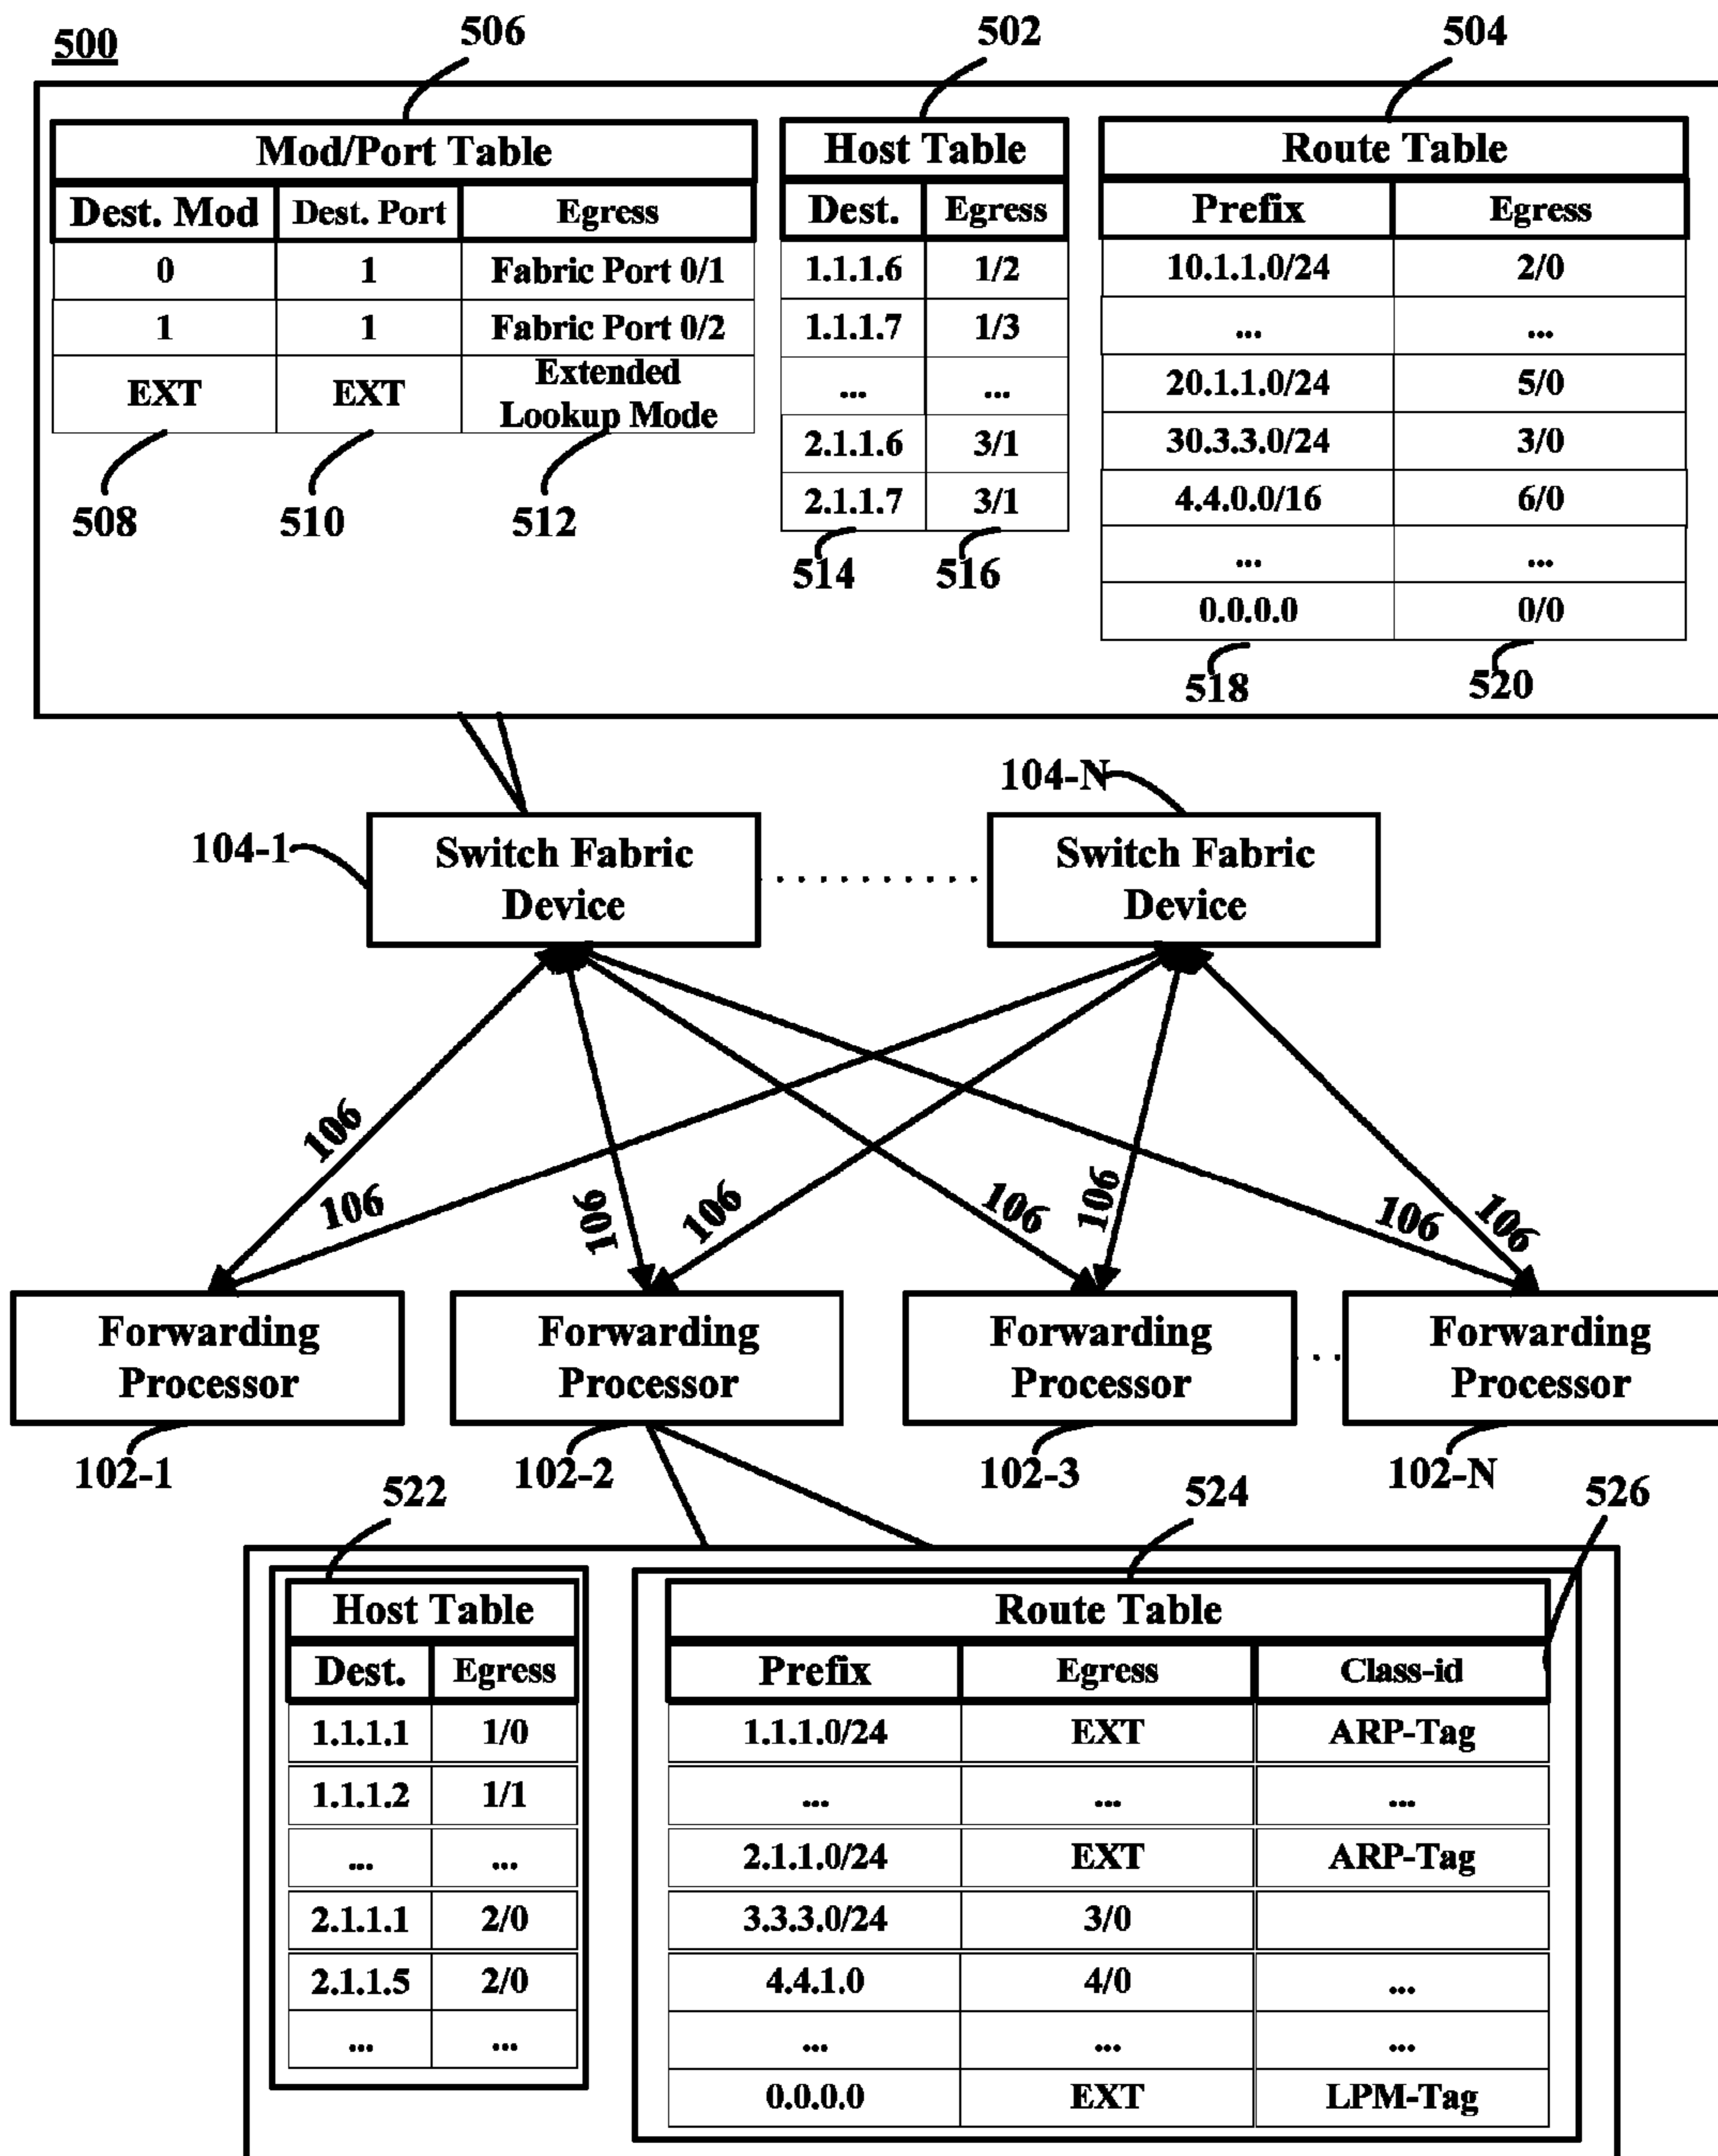 500
506
502
504
Mod/Port Table
Dest. Mod Dest. Port Egress
0 1 Fabric Port 0/1
1 1 Fabric Port 0/2
EXT EXT Extended
Lookup Mode
508 510 512
Host Table
Dest. Egress
1.1.1.6 1/2
1.1.1.7 1/3
... ...
2.1.1.6 3/1
2.1.1.7 3/1
514 516
Route Table
Prefix Egress
10.1.1.0/24 2/0
... ...
20.1.1.0/24 5/0
30.3.3.0/24 3/0
4.4.0.0/16 6/0
... ...
0.0.0.0 0/0
518 520
104-1
Switch Fabric
Device
104-N
Switch Fabric
Device
106
106
106
106
106
106
106
106
Forwarding
Processor
102-1
Forwarding
Processor
102-2
Forwarding
Processor
102-3
Forwarding
Processor
102-N
522
524
526
Host Table
Dest. Egress
1.1.1.1 1/0
1.1.1.2 1/1
... ...
2.1.1.1 2/0
2.1.1.5 2/0
... ...
Route Table
Prefix Egress Class-id
1.1.1.0/24 EXT ARP-Tag
... ... ...
2.1.1.0/24 EXT ARP-Tag
3.3.3.0/24 3/0
4.4.1.0 4/0 ...
... ... ...
0.0.0.0 EXT LPM-Tag